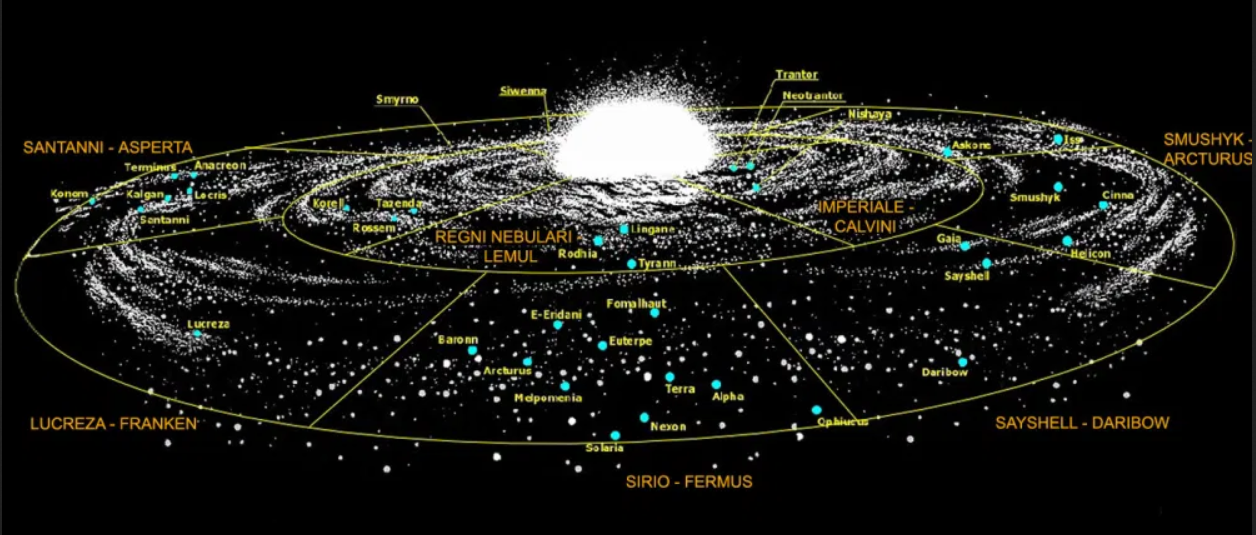 Trantor
Siwenna
Neotrantor
Smyrno
Nishaya
SANTANNI - ASPERTA
Askone
SMUSHYK -
ARCTURUS
Terminus
Anacreon
Konom
Kalgan
Locris
Smushyk
Cinna
Santanni
Korell
Tazenda
IMPERIALE -
CALVINI
Rossem
Lingane
REGNI NEBULARI -
LEMUL
Rodhia
Gaia
Helicon
Tyrann
Sayshell
Fomalhaut
E-Eridani
Lucreza
Baronn
Euterpe
Arcturus
Daribow
Terra
Melpomenia
Alpha
LUCREZA - FRANKEN
Nexon
Ophiucus
SAYSHELL - DARIBOW
Solaria
SIRIO - FERMUS